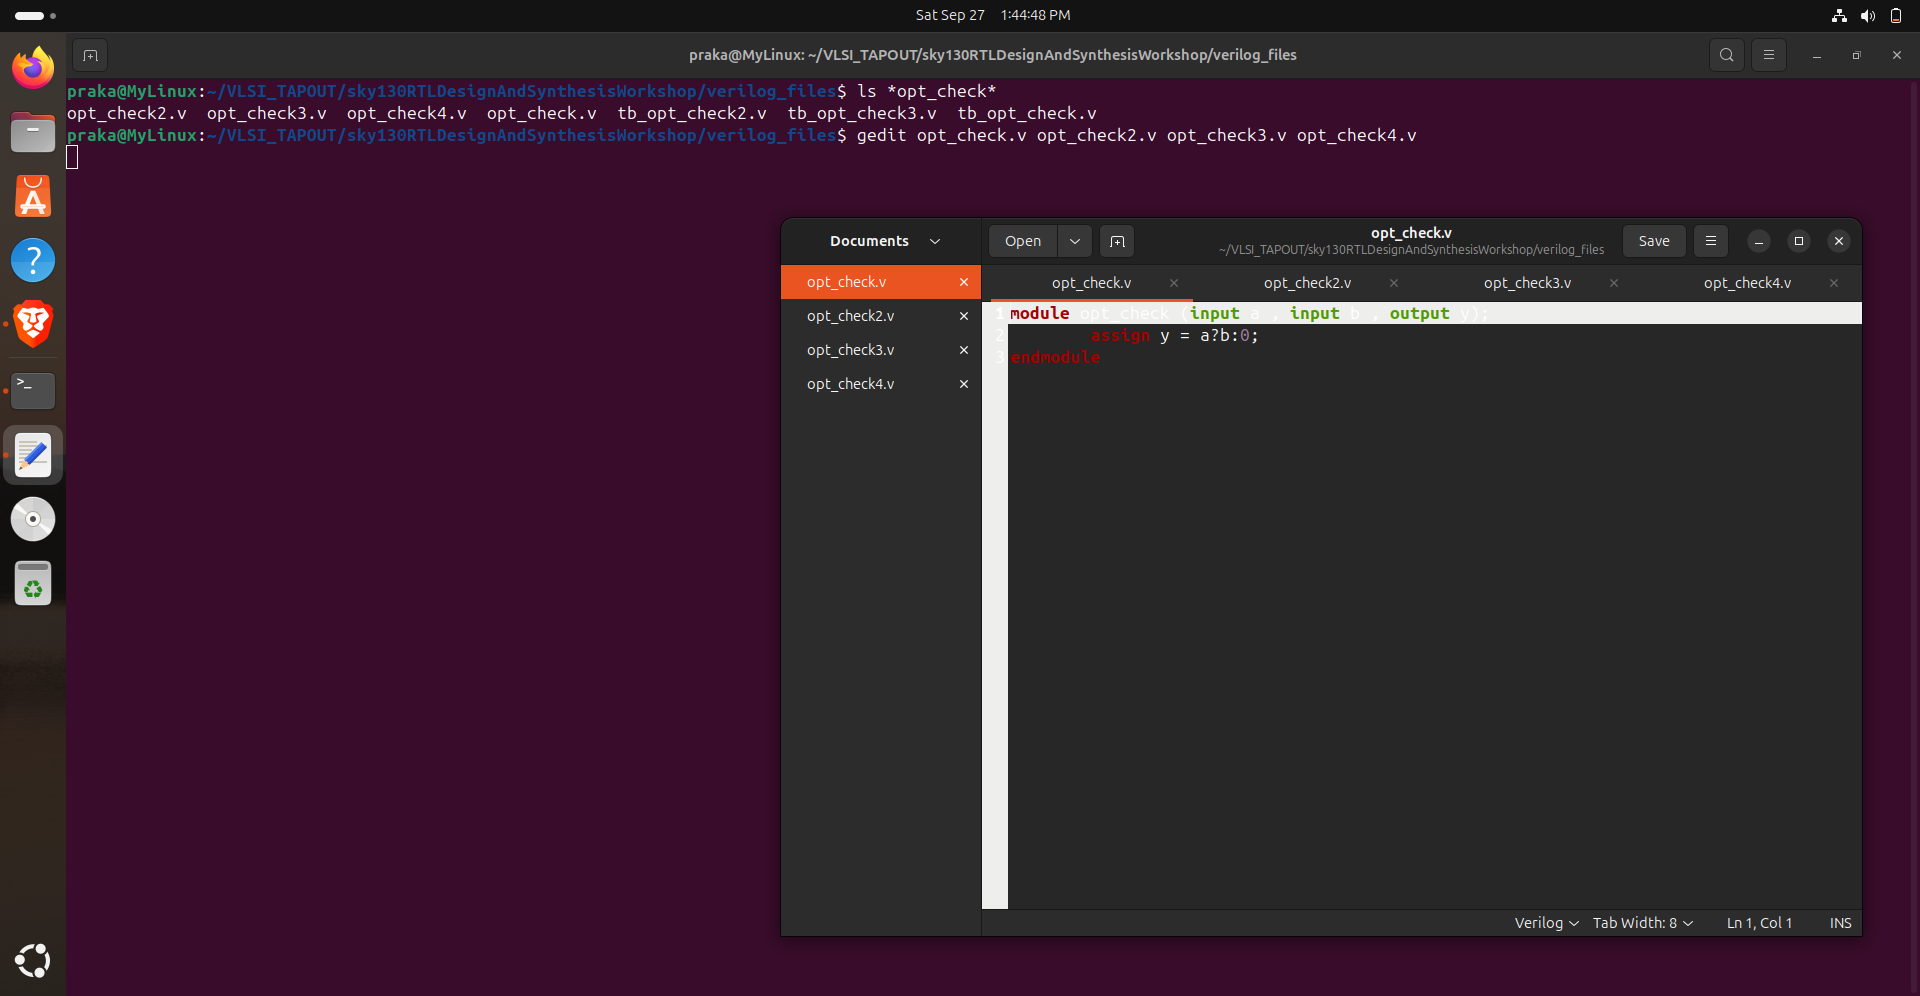 Sat Sep 27 1:44:48 PM
praka@MyLinux: ~/VLSI_TAPOUT/sky130RTLDesignAndSynthesisWorkshop/verilog_files
praka@MyLinux:~/VLSI_TAPOUT/sky130RTLDesignAndSynthesisWorkshop/verilog_files$ ls *opt_check*
opt_check2.v opt_check3.v opt_check4.v opt_check.v tb_opt_check2.v tb_opt_check3.v tb_opt_check.v
praka@MyLinux:~/VLSI_TAPOUT/sky130RTLDesignAndSynthesisWorkshop/verilog_files$ gedit opt_check.v opt_check2.v opt_check3.v opt_check4.v
Documents
Open
opt_check.v
~/VLSI_TAPOUT/sky130RTLDesignAndSynthesisWorkshop/verilog_files
Save
opt_check.v
opt_check2.v
opt_check3.v
opt_check4.v
opt_check.v opt_check2.v opt_check3.v opt_check4.v
1 module opt_check (input a , input b , output y);
2 assign y = a?b:0;
3 endmodule
Verilog Tab Width: 8 Ln 1, Col 1 INS